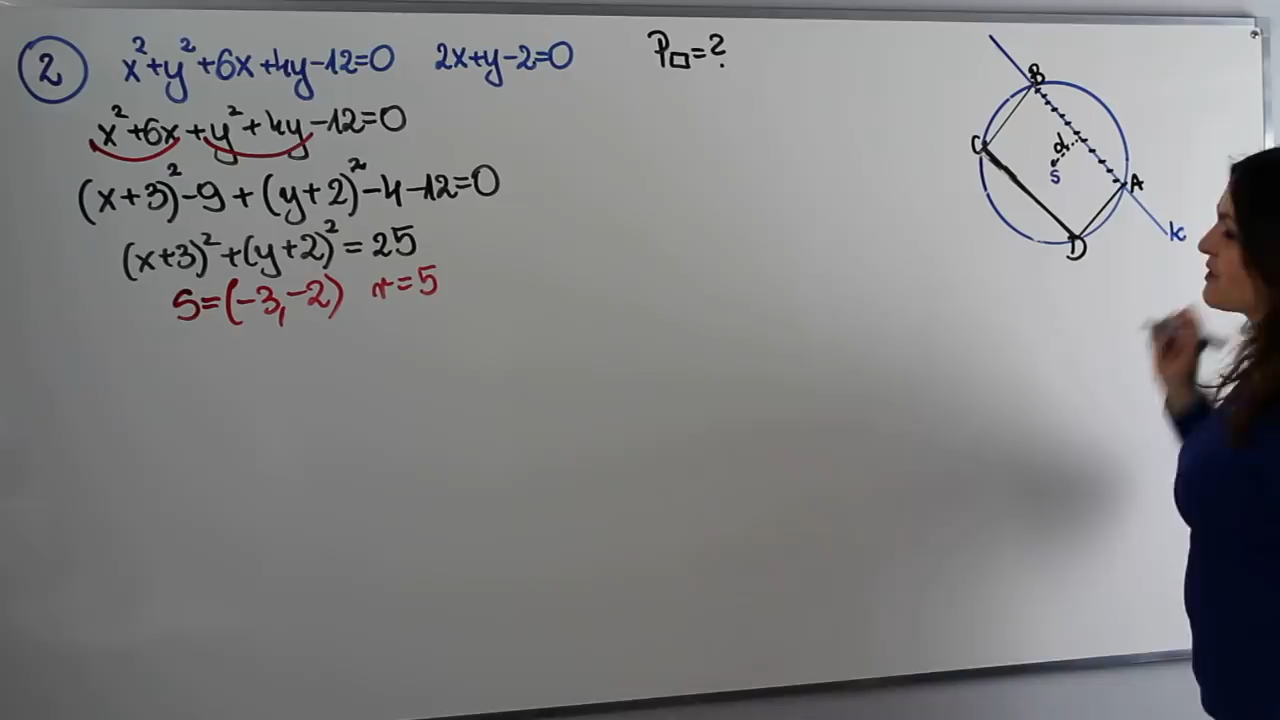 2 x²+y²+6x+4y-12=0 2x+y-2=0 P□=?
x²+6x+y²+4y-12=0
(x+3)²-9+(y+2)²-4-12=0
(x+3)²+(y+2)²=25
S=(-3,-2) r=5
B
C
d
S
A
k
D